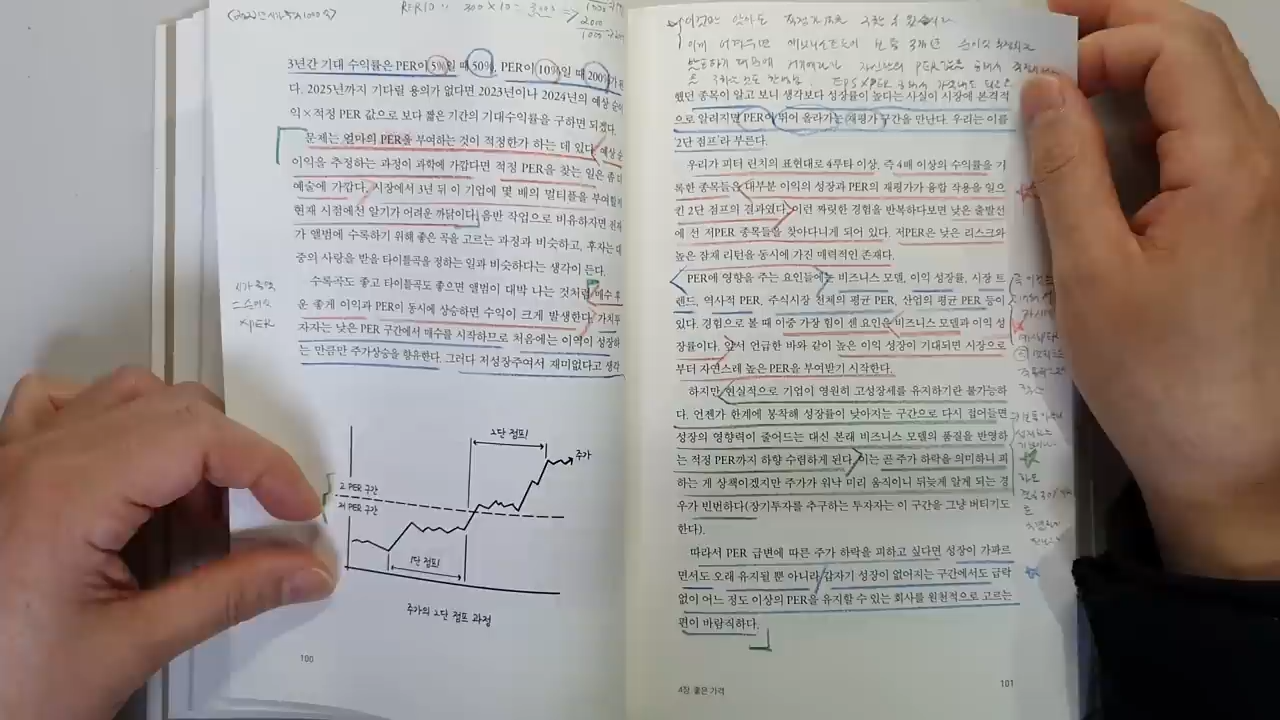 PER10 300 × 10 = 3000 ⇒
3년간 기대 수익률은 PER이 5%일 때 50%, PER이 10%일 때 200%가 된
다. 2025년까지 기다릴 용의가 없다면 2023년이나 2024년의 예상 순이
익×적정 PER 값으로 보다 짧은 기간의 기대수익률을 구하면 되겠다.
문제는 얼마의 PER을 부여하는 것이 적정한가 하는 데 있다. 예상 순
이익을 추정하는 과정이 과학에 가깝다면 적정 PER을 찾는 일은 좀 더
예술에 가깝다. 시장에서 3년 뒤 이 기업에 몇 배의 멀티플을 부여할지
현재 시점에선 알기가 어려운 까닭이다. 음반 작업으로 비유하자면 전자
가 앨범에 수록하기 위해 좋은 곡을 고르는 과정과 비슷하고, 후자는 대
중의 사랑을 받을 타이틀곡을 정하는 일과 비슷하다는 생각이 든다.
수록곡도 좋고 타이틀곡도 좋으면 앨범이 대박 나는 것처럼 매수 후
운 좋게 이익과 PER이 동시에 상승하면 수익이 크게 발생한다. 가치투
자자는 낮은 PER 구간에서 매수를 시작하므로 처음에는 이익이 성장하
는 만큼만 주가상승을 향유한다. 그러다 저성장주여서 재미없다고 생각
×PER
2단 점프!
주가
고 PER 구간
저 PER 구간
1단 점프!
주가의 2단 점프 과정
100
했던 종목이 알고 보니 생각보다 성장률이 높다는 사실이 시장에 본격적
으로 알려지면 PER이 뛰어 올라가는 재평가 구간을 만난다. 우리는 이를
'2단 점프'라 부른다.
우리가 피터 린치의 표현대로 4루타 이상, 즉 4배 이상의 수익률을 기
록한 종목들은 대부분 이익의 성장과 PER의 재평가가 융합 작용을 일으
킨 2단 점프의 결과였다. 이런 짜릿한 경험을 반복하다보면 낮은 출발선
에 선 저PER 종목들을 찾아다니게 되어 있다. 저PER은 낮은 리스크와
높은 잠재 리턴을 동시에 가진 매력적인 존재다.
PER에 영향을 주는 요인들에는 비즈니스 모델, 이익 성장률, 시장 트
렌드, 역사적 PER, 주식시장 전체의 평균 PER, 산업의 평균 PER 등이
있다. 경험으로 볼 때 이중 가장 힘이 센 요인은 비즈니스 모델과 이익 성
장률이다. 앞서 언급한 바와 같이 높은 이익 성장이 기대되면 시장으로
부터 자연스레 높은 PER을 부여받기 시작한다.
하지만 현실적으로 기업이 영원히 고성장세를 유지하기란 불가능하
다. 언젠가 한계에 봉착해 성장률이 낮아지는 구간으로 다시 접어들면
성장의 영향력이 줄어드는 대신 본래 비즈니스 모델의 품질을 반영하
는 적정 PER까지 하향 수렴하게 된다. 이는 곧 주가 하락을 의미하니 피
하는 게 상책이겠지만 주가가 워낙 미리 움직이니 뒤늦게 알게 되는 경
우가 빈번하다(장기투자를 추구하는 투자자는 이 구간을 그냥 버티기도
한다).
따라서 PER 급변에 따른 주가 하락을 피하고 싶다면 성장이 가파르
면서도 오래 유지될 뿐 아니라 갑자기 성장이 없어지는 구간에서도 급락
없이 어느 정도 이상의 PER을 유지할 수 있는 회사를 원천적으로 고르는
편이 바람직하다.
4장 좋은 가격
101